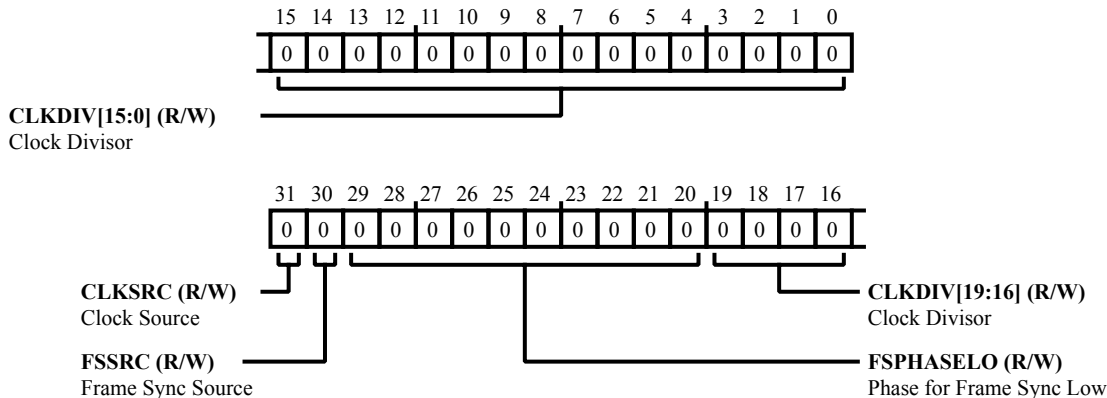 15 14 13 12 11 10 9 8 7 6 5 4 3 2 1 0
0 0 0 0 0 0 0 0 0 0 0 0 0 0 0 0
CLKDIV[15:0] (R/W)
Clock Divisor
31 30 29 28 27 26 25 24 23 22 21 20 19 18 17 16
0 0 0 0 0 0 0 0 0 0 0 0 0 0 0 0
CLKSRC (R/W)
Clock Source
CLKDIV[19:16] (R/W)
Clock Divisor
FSSRC (R/W)
Frame Sync Source
FSPHASELO (R/W)
Phase for Frame Sync Low